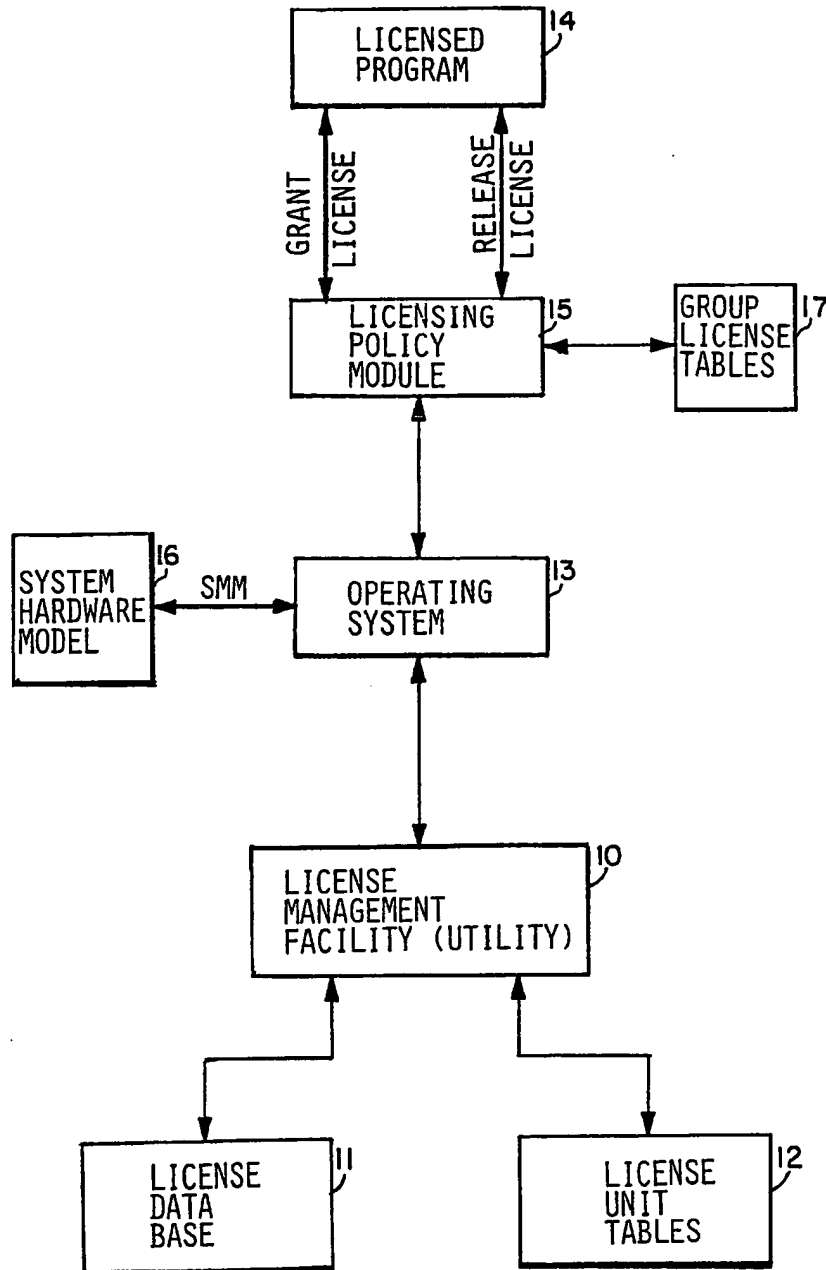 LICENSED
PROGRAM
14
GRANT
LICENSE
RELEASE
LICENSE
LICENSING
POLICY
MODULE
15
GROUP
LICENSE
TABLES
17
SYSTEM
HARDWARE
MODEL
16
SMM
OPERATING
SYSTEM
13
LICENSE
MANAGEMENT
FACILITY (UTILITY)
10
LICENSE
DATA
BASE
11
LICENSE
UNIT
TABLES
12